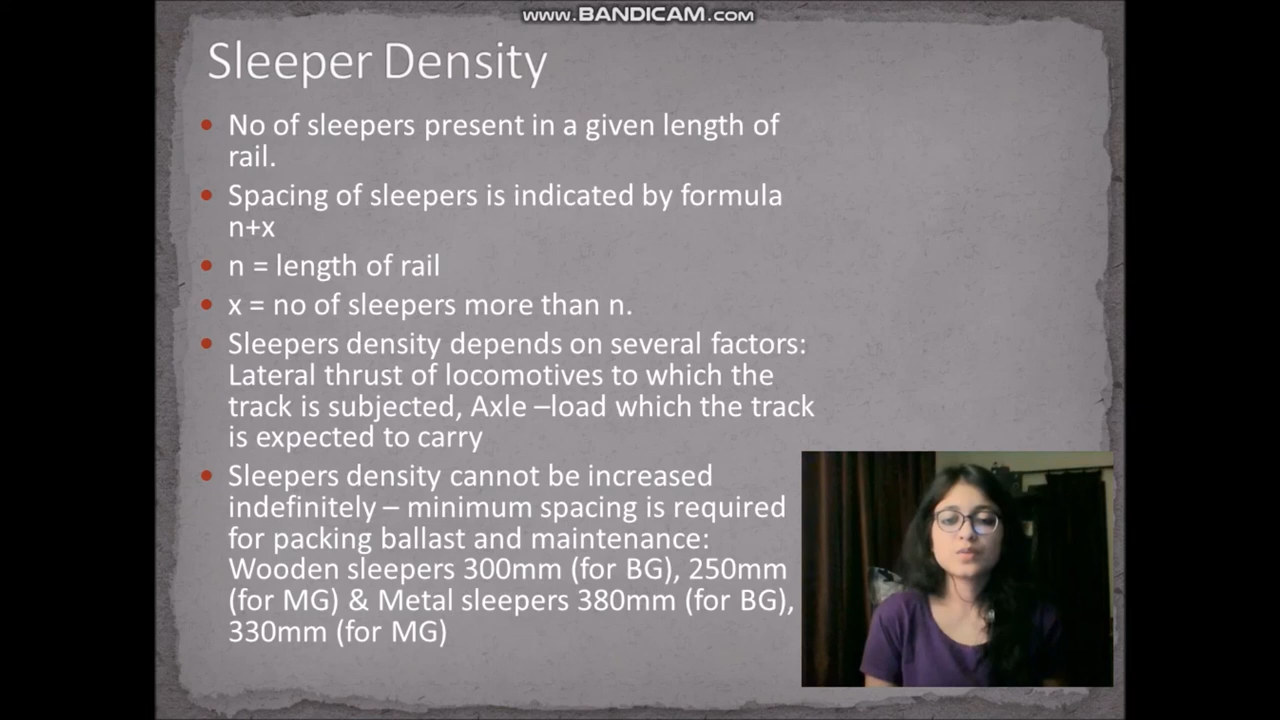 www.BANDICAM.com
Sleeper Density
• No of sleepers present in a given length of
rail.
• Spacing of sleepers is indicated by formula
n+x
• n = length of rail
• x = no of sleepers more than n.
• Sleepers density depends on several factors:
Lateral thrust of locomotives to which the
track is subjected, Axle –load which the track
is expected to carry
• Sleepers density cannot be increased
indefinitely – minimum spacing is required
for packing ballast and maintenance:
Wooden sleepers 300mm (for BG), 250mm
(for MG) & Metal sleepers 380mm (for BG),
330mm (for MG)